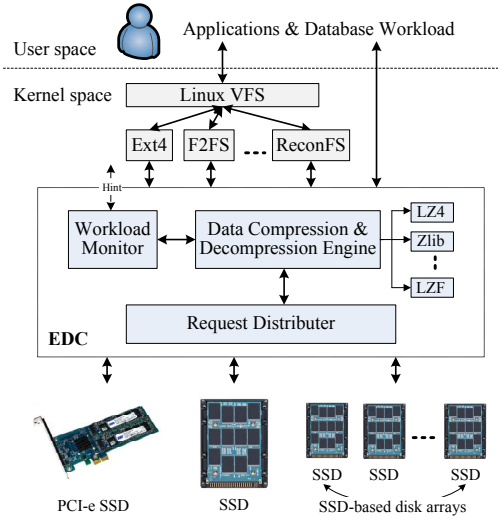 Applications & Database Workload
User space
Kernel space
Linux VFS
Ext4
F2FS
ReconFS
Hint
Workload
Monitor
Data Compression &
Decompression Engine
LZ4
Zlib
LZF
Request Distributer
EDC
PCI-e SSD
SSD
SSD
SSD
SSD
SSD-based disk arrays